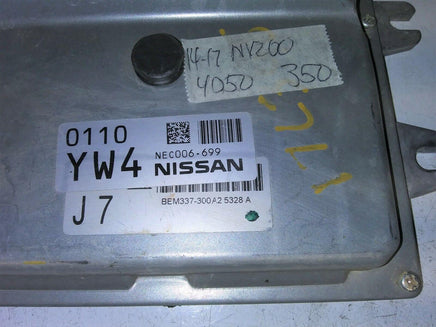 14-17 NV200
4050 350
0110
NEC006-699
YW4 NISSAN
J7
BEM337-300A2 5328 A